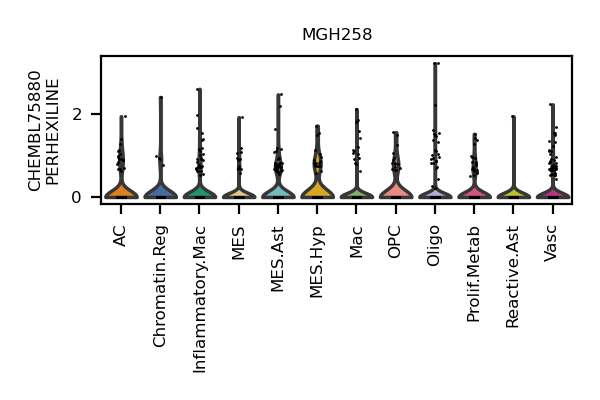 MGH258
CHEMBL75880
PERHEXILINE
2
0
AC
Chromatin.Reg
Inflammatory.Mac
MES
MES.Ast
MES.Hyp
Mac
OPC
Oligo
Prolif.Metab
Reactive.Ast
Vasc